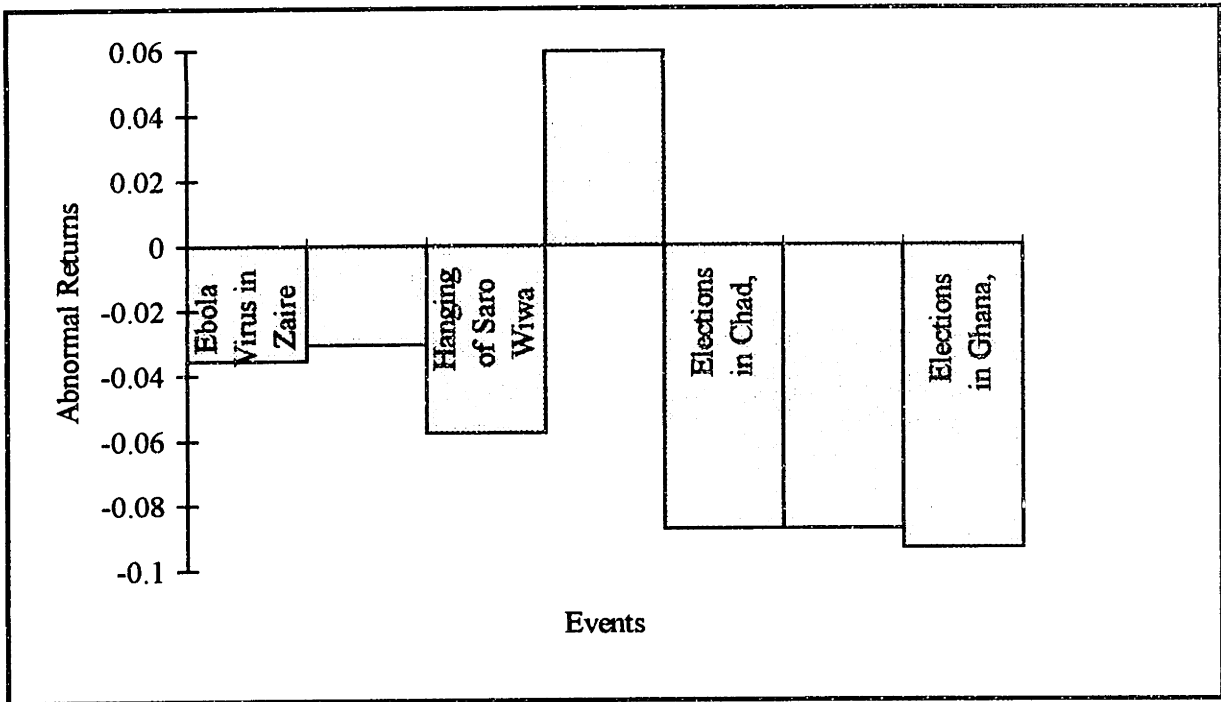 0.06
0.04
0.02
0
-0.02
-0.04
-0.06
-0.08
-0.1
Abnormal Returns
Ebola
Virus in
Zaire
Hanging
of Saro
Wiwa
Elections
in Chad,
Elections
in Ghana,
Events